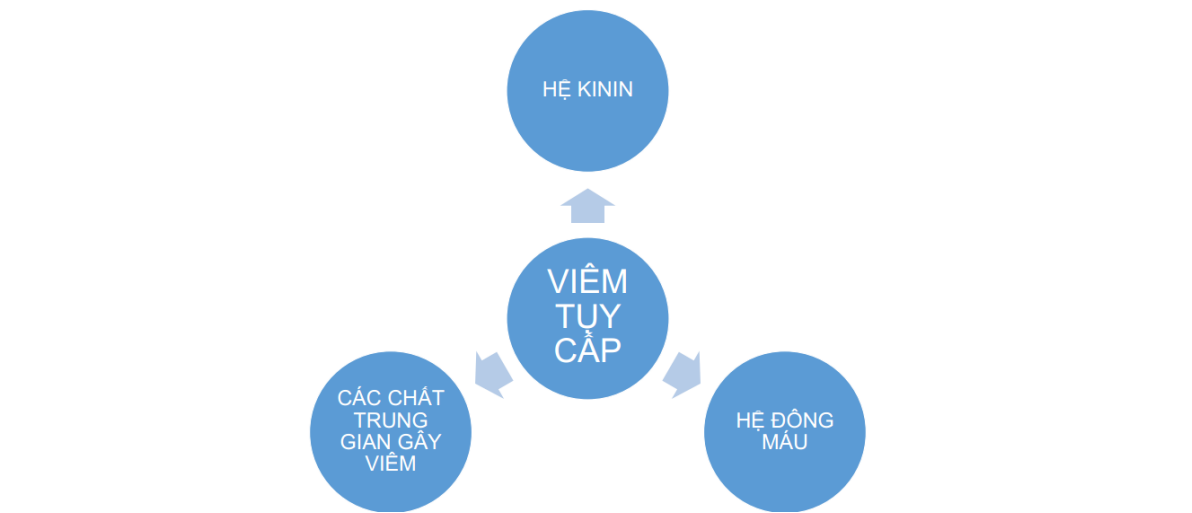 HỆ KININ
VIÊM
TỤY
CẤP
CÁC CHẤT
TRUNG
GIAN GÂY
VIÊM
HỆ ĐÔNG
MÁU